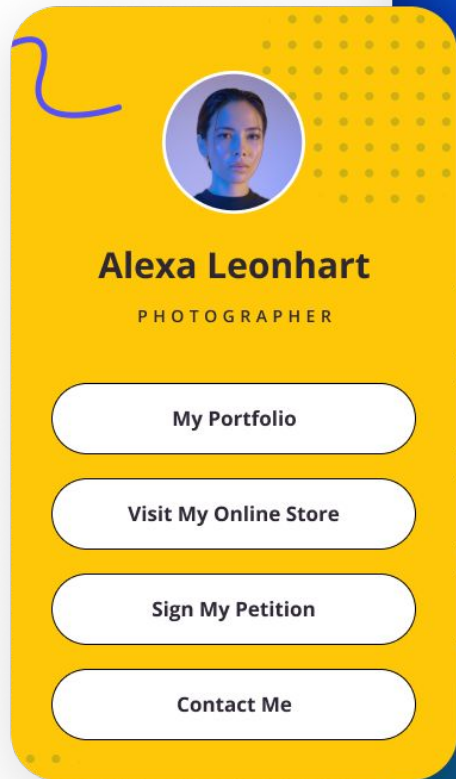 Alexa Leonhart
PHOTOGRAPHER
My Portfolio
Visit My Online Store
Sign My Petition
Contact Me